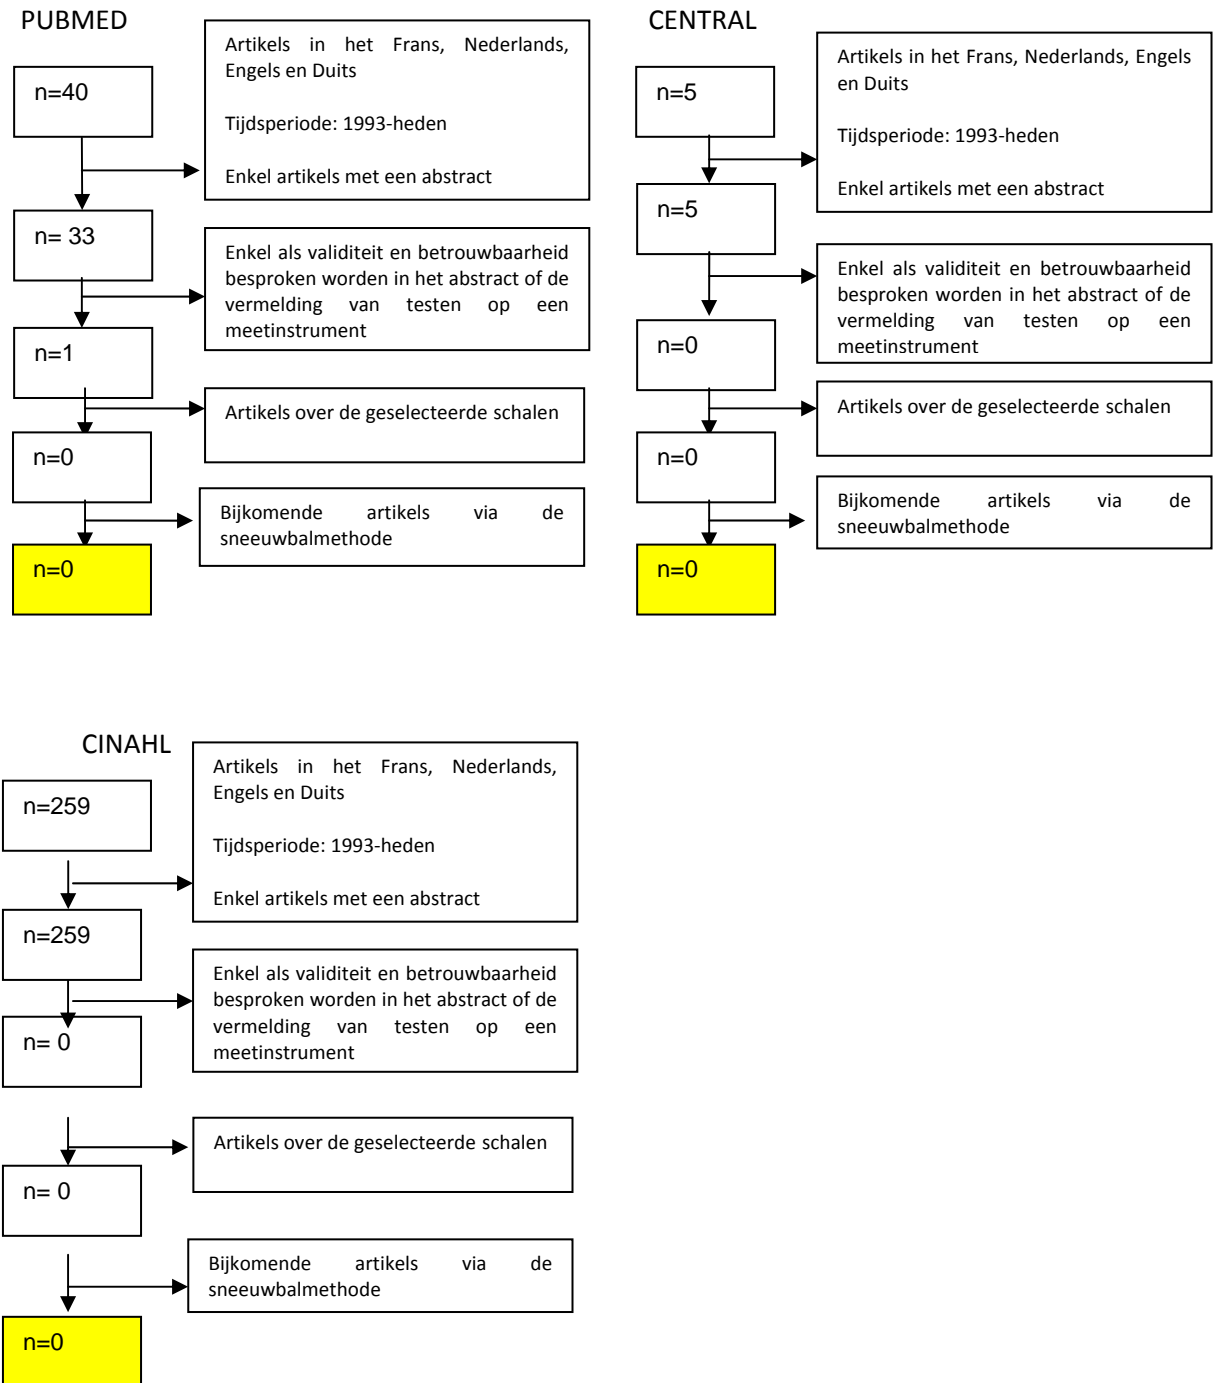 PUBMED
n=40
Artikels in het Frans, Nederlands,
Engels en Duits
Tijdsperiode: 1993-heden
Enkel artikels met een abstract
n= 33
Enkel als validiteit en betrouwbaarheid
besproken worden in het abstract of de
vermelding van testen op een
meetinstrument
n=1
Artikels over de geselecteerde schalen
n=0
Bijkomende artikels via de
sneeuwbalmethode
n=0
CENTRAL
n=5
Artikels in het Frans, Nederlands, Engels
en Duits
Tijdsperiode: 1993-heden
Enkel artikels met een abstract
n=5
Enkel als validiteit en betrouwbaarheid
besproken worden in het abstract of de
vermelding van testen op een
meetinstrument
n=0
Artikels over de geselecteerde schalen
n=0
Bijkomende artikels via de
sneeuwbalmethode
n=0
CINAHL
n=259
Artikels in het Frans, Nederlands,
Engels en Duits
Tijdsperiode: 1993-heden
Enkel artikels met een abstract
n=259
Enkel als validiteit en betrouwbaarheid
besproken worden in het abstract of de
vermelding van testen op een
meetinstrument
n= 0
Artikels over de geselecteerde schalen
n= 0
Bijkomende artikels via de
sneeuwbalmethode
n=0